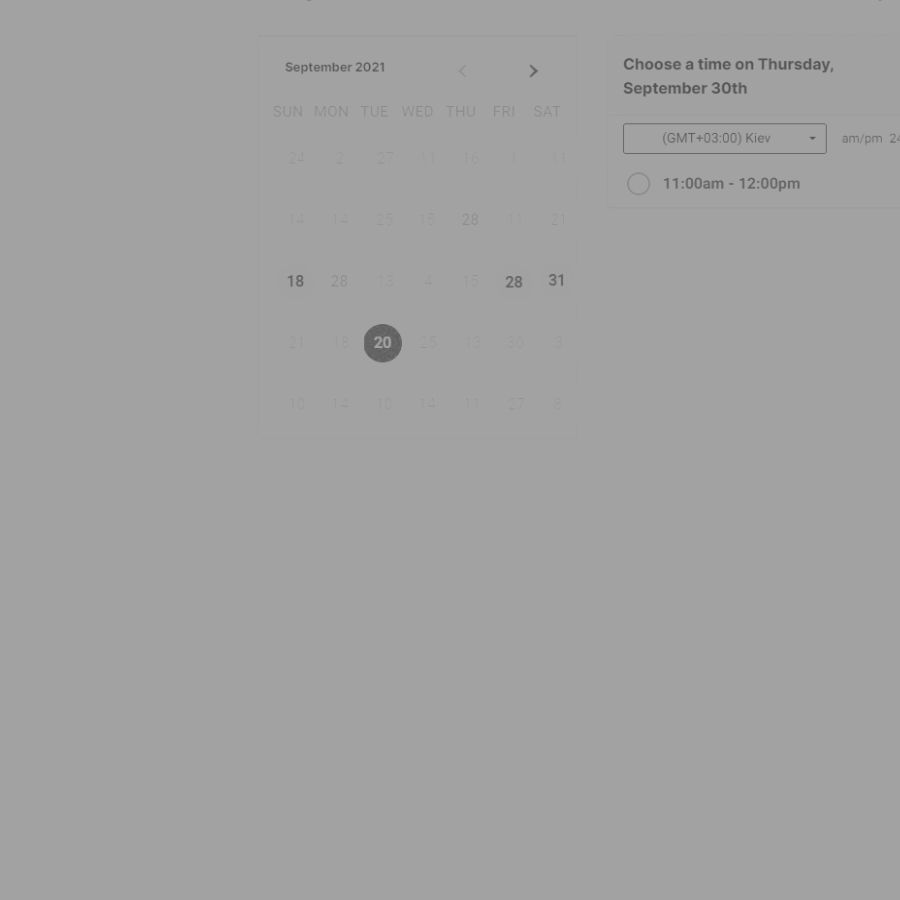 September 2021
SUN MON TUE WED THU FRI SAT
24 2 27 11 16 1 11
14 14 25 15 28 11 21
18 28 13 4 15 28 31
21 18 20 25 13 30 3
10 14 10 14 11 27 8
Choose a time on Thursday,
September 30th
(GMT+03:00) Kiev am/pm
11:00am - 12:00pm